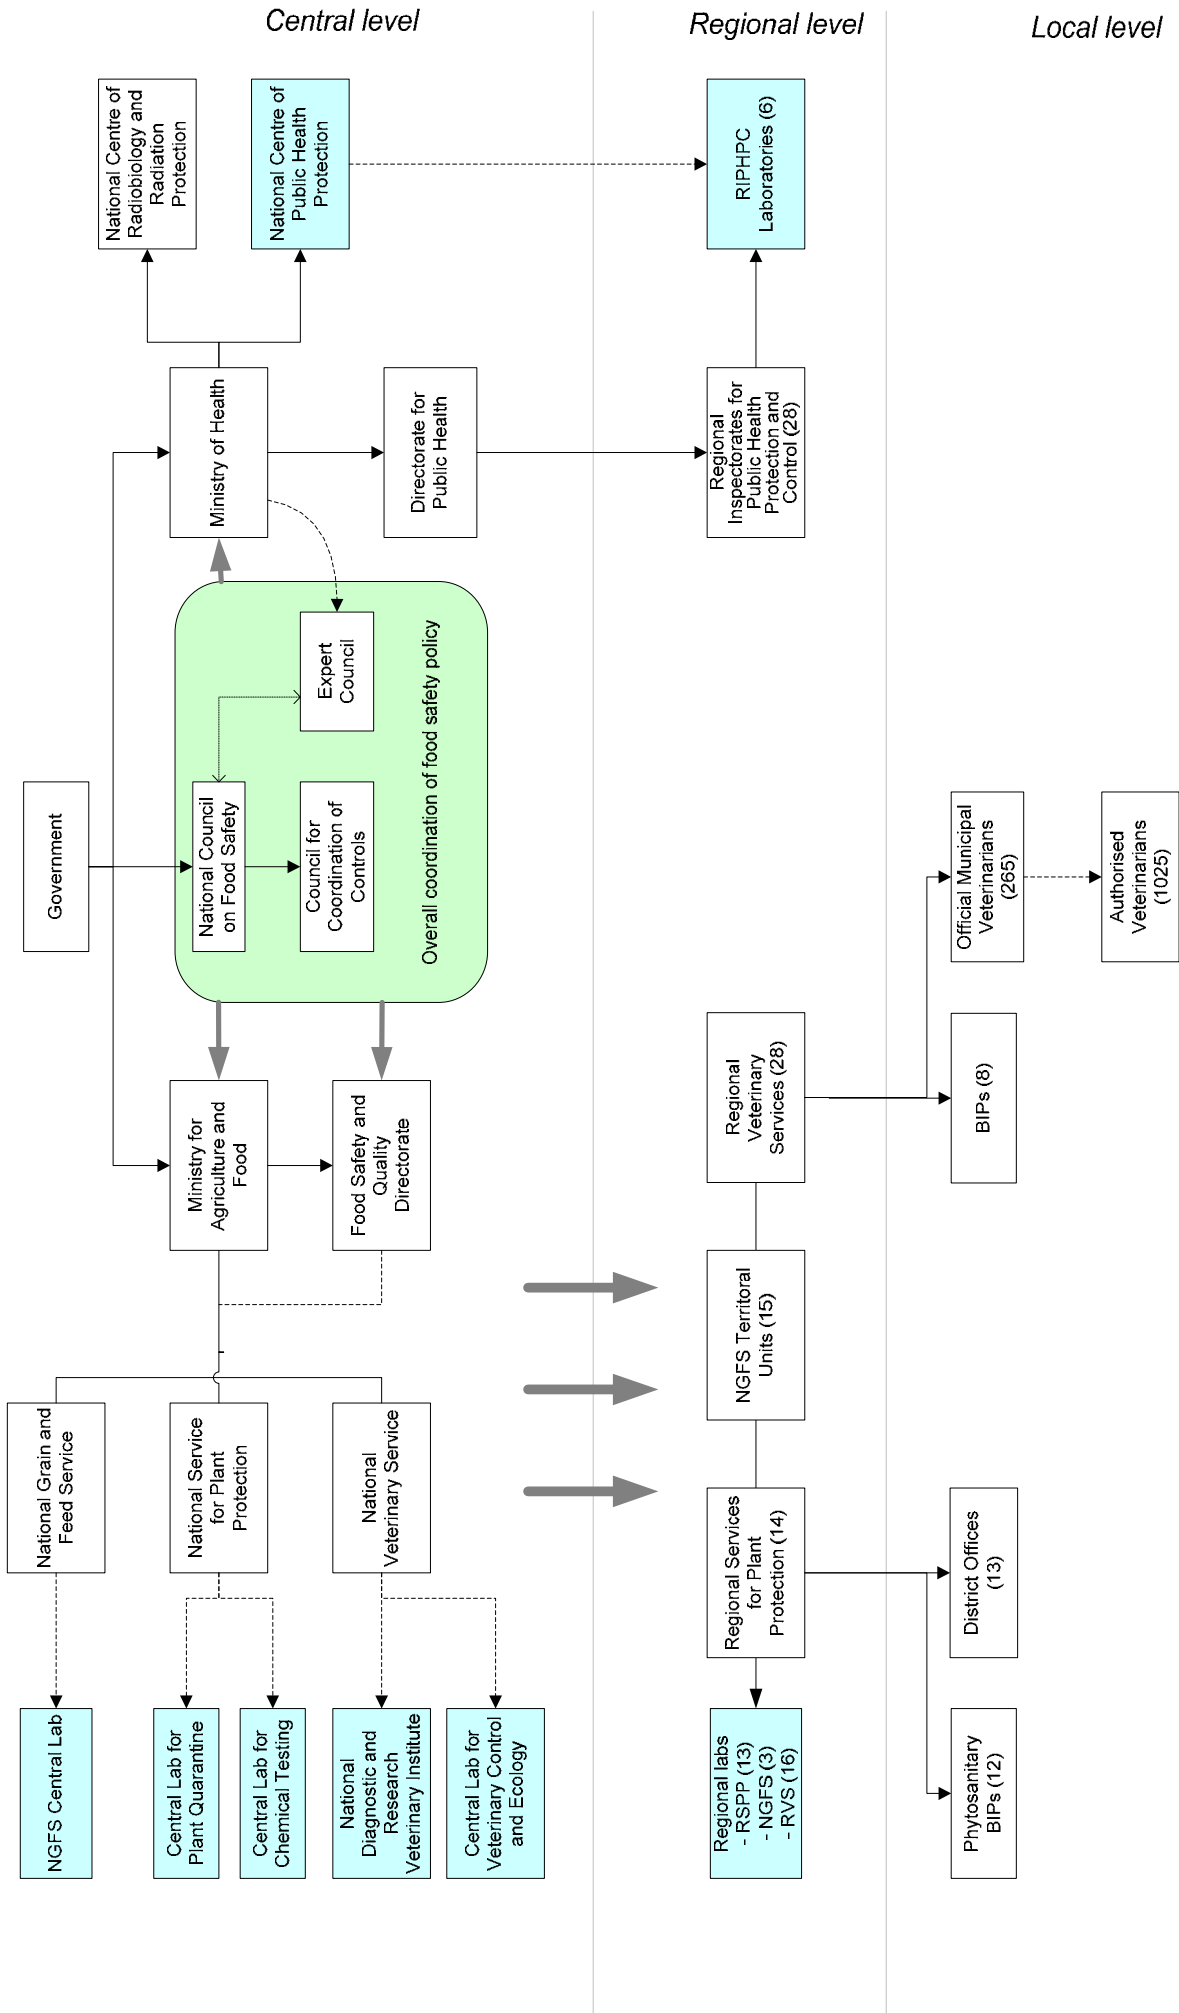 Central level
Regional level
Local level
Government
National Centre of
Radiobiology and
Radiation
Protection
National Centre of
Public Health
Protection
RIPHPC
Laboratories (6)
Ministry of Health
Directorate for
Public Health
Regional
Inspectorates for
Public Health
Protection and
Control (28)
National Council
on Food Safety
Expert
Council
Council for
Coordination of
Controls
Overall coordination of food safety policy
Ministry for
Agriculture and
Food
Food Safety and
Quality
Directorate
National Grain and
Feed Service
National Service
for Plant
Protection
National
Veterinary Service
NGFS Central Lab
Central Lab for
Plant Quarantine
Central Lab for
Chemical Testing
National
Diagnostic and
Research
Veterinary Institute
Central Lab for
Veterinary Control
and Ecology
Regional labs
- RSPP (13)
- NGFS (3)
- RVS (16)
Regional Services
for Plant
Protection (14)
NGFS Territoral
Units (15)
Regional
Veterinary
Services (28)
Phytosanitary
BIPs (12)
District Offices
(13)
BIPs (8)
Official Municipal
Veterinarians
(265)
Authorised
Veterinarians
(1025)